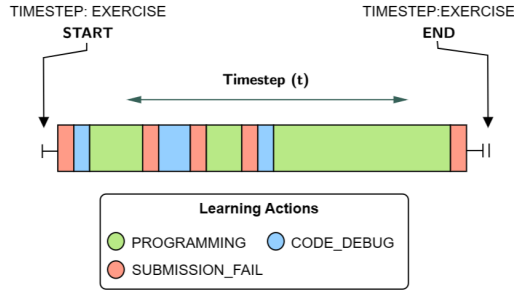 TIMESTEP: EXERCISE
START
TIMESTEP:EXERCISE
END
Timestep (t)
Learning Actions
PROGRAMMING
CODE_DEBUG
SUBMISSION_FAIL